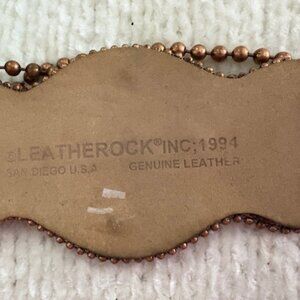 ©LEATHEROCK®INC;1994
SAN DIEGO U.S.A GENUINE LEATHER